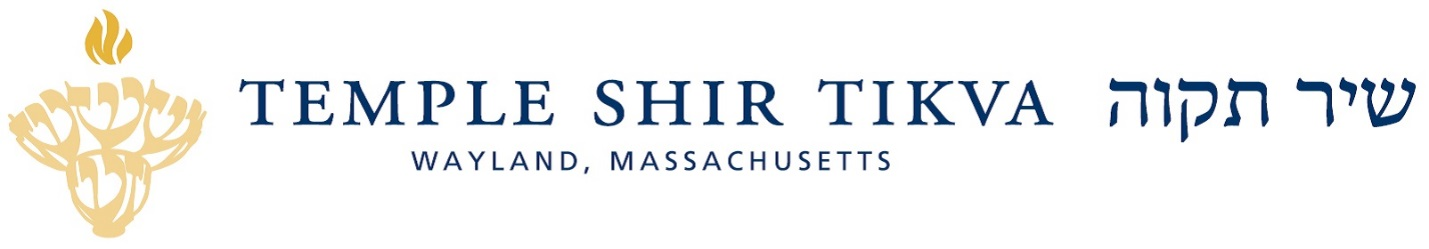 TEMPLE SHIR TIKVA שיר תקוה
WAYLAND, MASSACHUSETTS